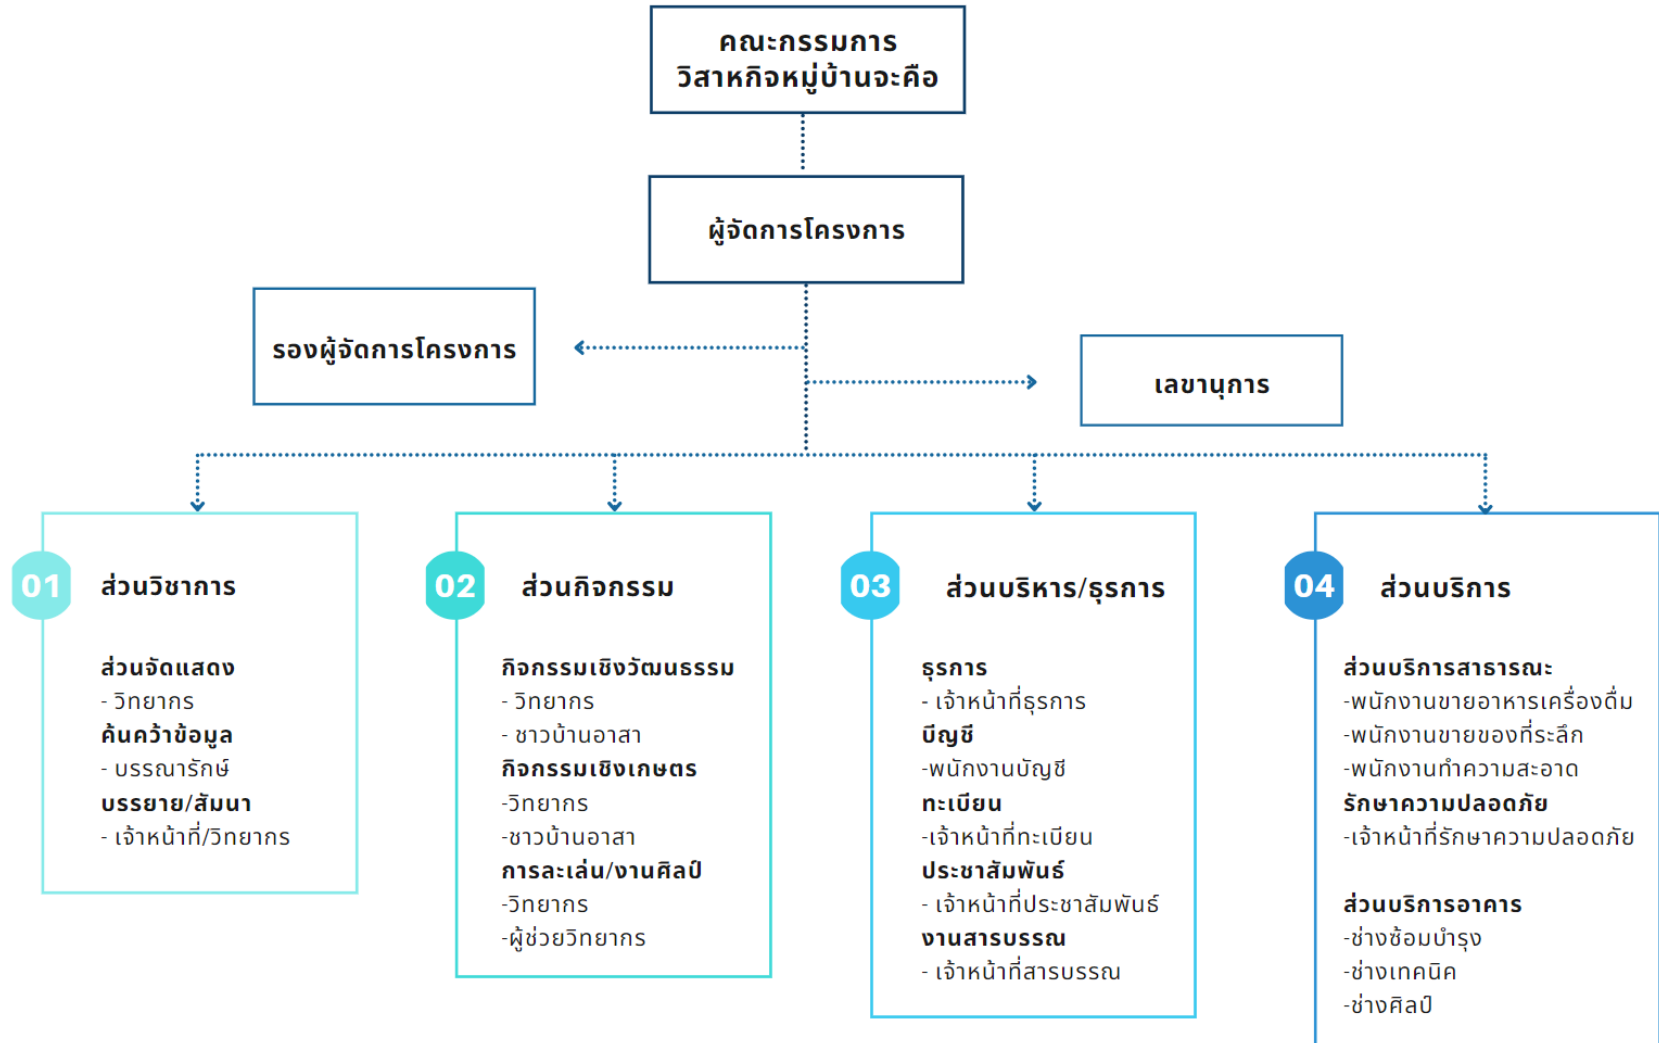 คณะกรรมการ
วิสาหกิจหมู่บ้านจะคือ
ผู้จัดการโครงการ
รองผู้จัดการโครงการ
เลขานุการ
01
ส่วนวิชาการ
ส่วนจัดแสดง
- วิทยากร
ค้นคว้าข้อมูล
- บรรณารักษ์
บรรยาย/สัมนา
- เจ้าหน้าที่/วิทยากร
02
ส่วนกิจกรรม
กิจกรรมเชิงวัฒนธรรม
- วิทยากร
- ชาวบ้านอาสา
กิจกรรมเชิงเกษตร
-วิทยากร
-ชาวบ้านอาสา
การละเล่น/งานศิลป์
-วิทยากร
-ผู้ช่วยวิทยากร
03
ส่วนบริหาร/ธุรการ
ธุรการ
- เจ้าหน้าที่ธุรการ
บีญชี
-พนักงานบัญชี
ทะเบียน
-เจ้าหน้าที่ทะเบียน
ประชาสัมพันธ์
- เจ้าหน้าที่ประชาสัมพันธ์
งานสารบรรณ
- เจ้าหน้าที่สารบรรณ
04
ส่วนบริการ
ส่วนบริการสาธารณะ
-พนักงานขายอาหารเครื่องดื่ม
-พนักงานขายของที่ระลึก
-พนักงานทำความสะอาด
รักษาความปลอดภัย
-เจ้าหน้าที่รักษาความปลอดภัย
ส่วนบริการอาคาร
-ช่างซ้อมบำรุง
-ช่างเทคนิค
-ช่างศิลป์